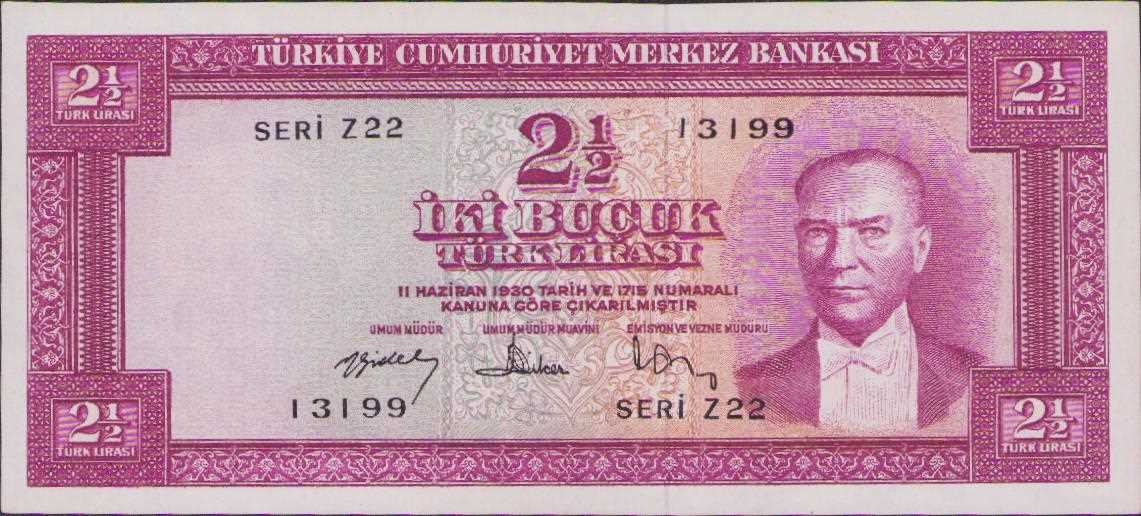 TÜRKİYE CUMHURİYET MERKEZ BANKASI
2½
TÜRK LİRASI
2½
TÜRK LİRASI
SERİ Z22
2½
13199
İKİ BUÇUK
TÜRK LİRASI
11 HAZİRAN 1930 TARİH VE 1715 NUMARALI
KANUNA GÖRE ÇIKARILMIŞTIR
UMUM MÜDÜR
UMUM MÜDÜR MUAVİNİ
EMİSYON VE VEZNE MÜDÜRÜ
13199
SERİ Z22
2½
TÜRK LİRASI
2½
TÜRK LİRASI